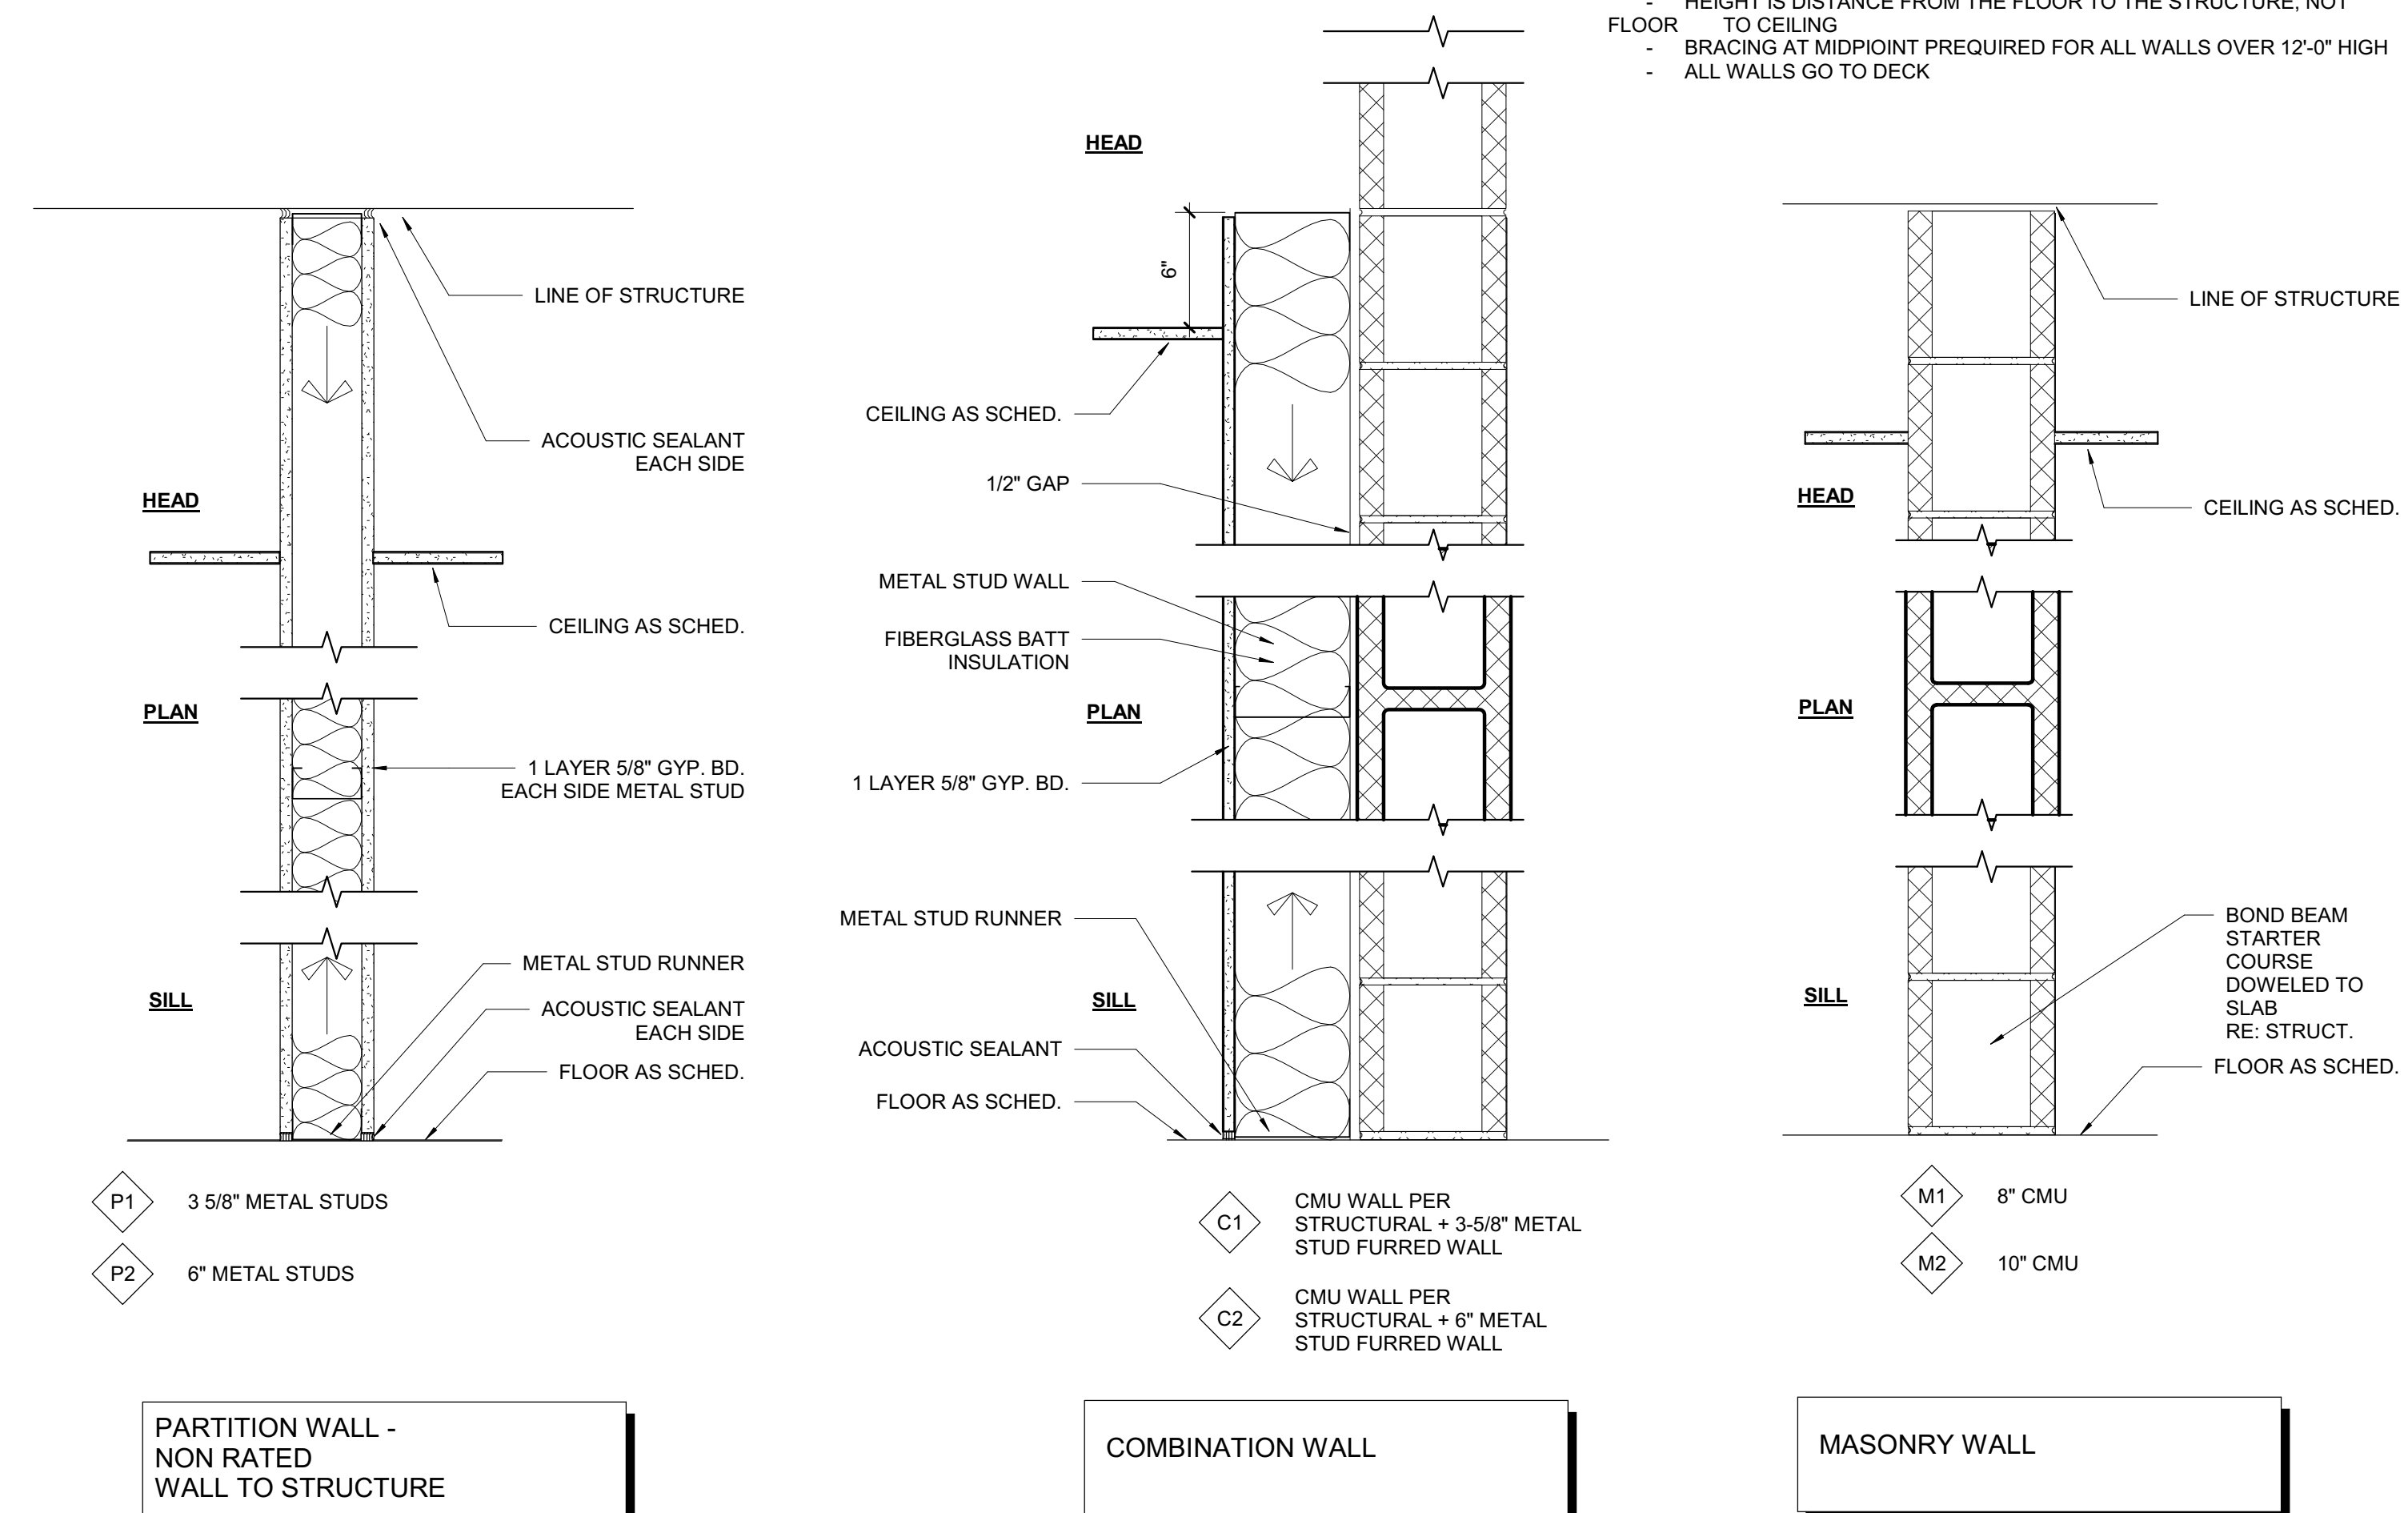 - HEIGHT IS DISTANCE FROM THE FLOOR TO THE STRUCTURE, NOT
FLOOR TO CEILING
- BRACING AT MIDPIOINT PREQUIRED FOR ALL WALLS OVER 12'-0" HIGH
- ALL WALLS GO TO DECK
LINE OF STRUCTURE
ACOUSTIC SEALANT
EACH SIDE
HEAD
CEILING AS SCHED.
PLAN
1 LAYER 5/8" GYP. BD.
EACH SIDE METAL STUD
METAL STUD RUNNER
SILL
ACOUSTIC SEALANT
EACH SIDE
FLOOR AS SCHED.
P1 3 5/8" METAL STUDS
P2 6" METAL STUDS
PARTITION WALL -
NON RATED
WALL TO STRUCTURE
HEAD
6"
CEILING AS SCHED.
1/2" GAP
METAL STUD WALL
FIBERGLASS BATT
INSULATION
PLAN
1 LAYER 5/8" GYP. BD.
METAL STUD RUNNER
SILL
ACOUSTIC SEALANT
FLOOR AS SCHED.
C1
CMU WALL PER
STRUCTURAL + 3-5/8" METAL
STUD FURRED WALL
C2
CMU WALL PER
STRUCTURAL + 6" METAL
STUD FURRED WALL
COMBINATION WALL
LINE OF STRUCTURE
HEAD
CEILING AS SCHED.
PLAN
BOND BEAM
STARTER
COURSE
DOWELED TO
SLAB
RE: STRUCT.
SILL
FLOOR AS SCHED.
M1 8" CMU
M2 10" CMU
MASONRY WALL